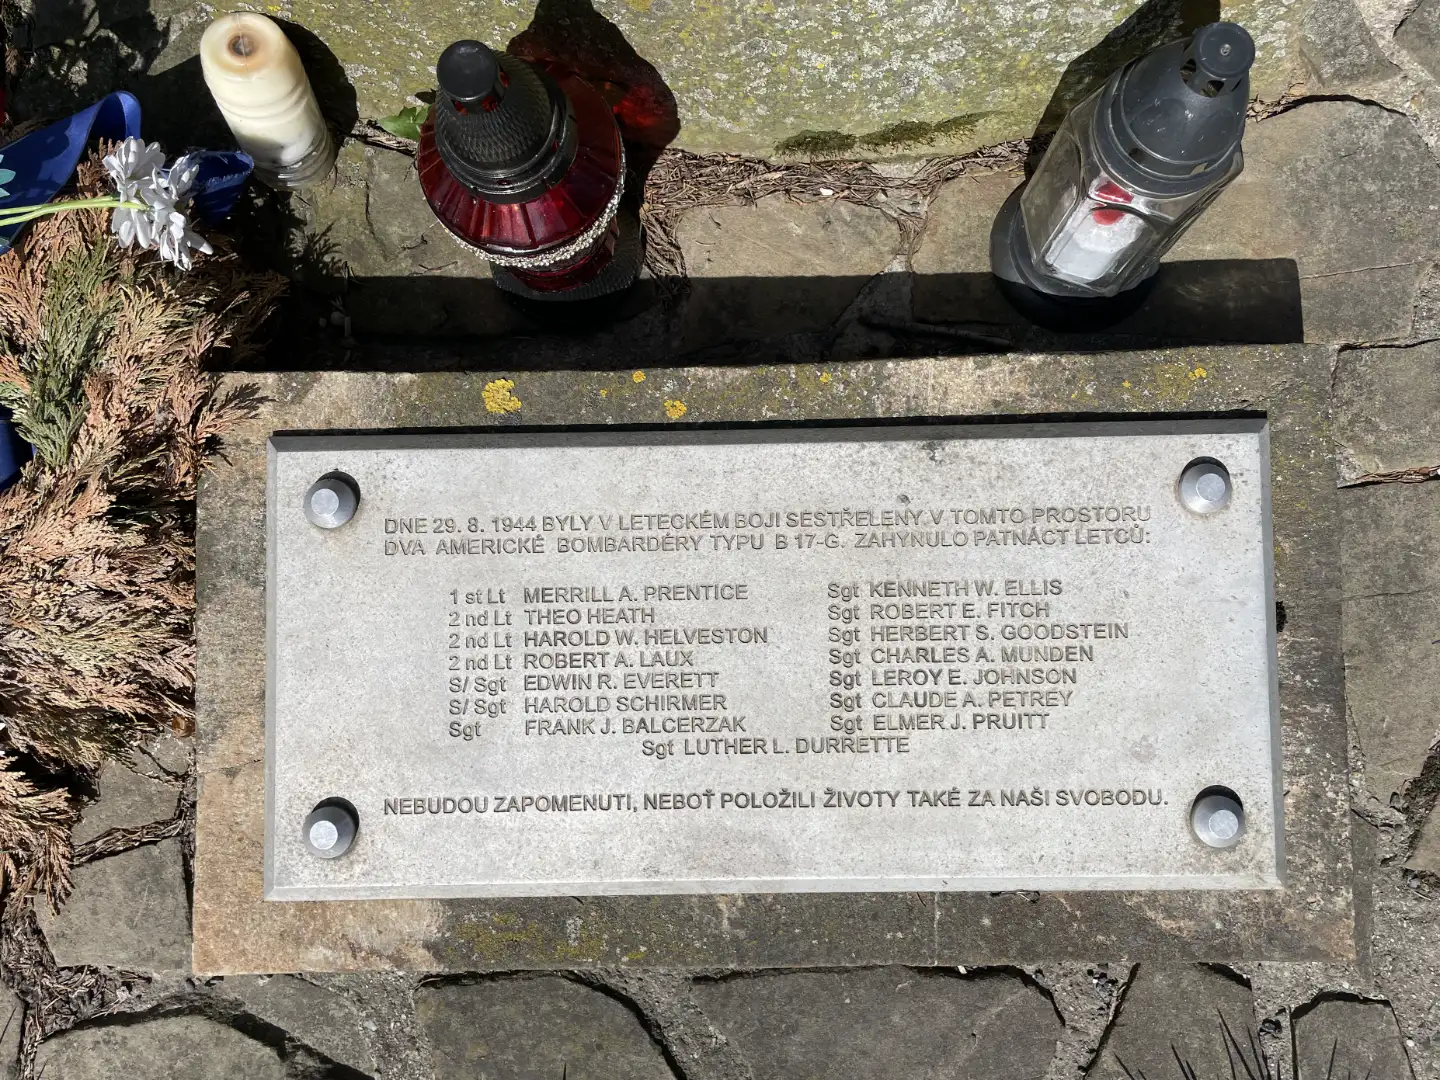 DNE 29. 8. 1944 BYLY V LETECKÉM BOJI SESTŘELENY V TOMTO PROSTORU
DVA AMERICKÉ BOMBARDÉRY TYPU B 17-G. ZAHYNULO PATNÁCT LETCŮ:
1 st Lt MERRILL A. PRENTICE
2 nd Lt THEO HEATH
2 nd Lt HAROLD W. HELVESTON
2 nd Lt ROBERT A. LAUX
S/ Sgt EDWIN R. EVERETT
S/ Sgt HAROLD SCHIRMER
Sgt FRANK J. BALCERZAK
Sgt KENNETH W. ELLIS
Sgt ROBERT E. FITCH
Sgt HERBERT S. GOODSTEIN
Sgt CHARLES A. MUNDEN
Sgt LEROY E. JOHNSON
Sgt CLAUDE A. PETREY
Sgt ELMER J. PRUITT
Sgt LUTHER L. DURRETTE
NEBUDOU ZAPOMENUTI, NEBOŤ POLOŽILI ŽIVOTY TAKÉ ZA NAŠI SVOBODU.